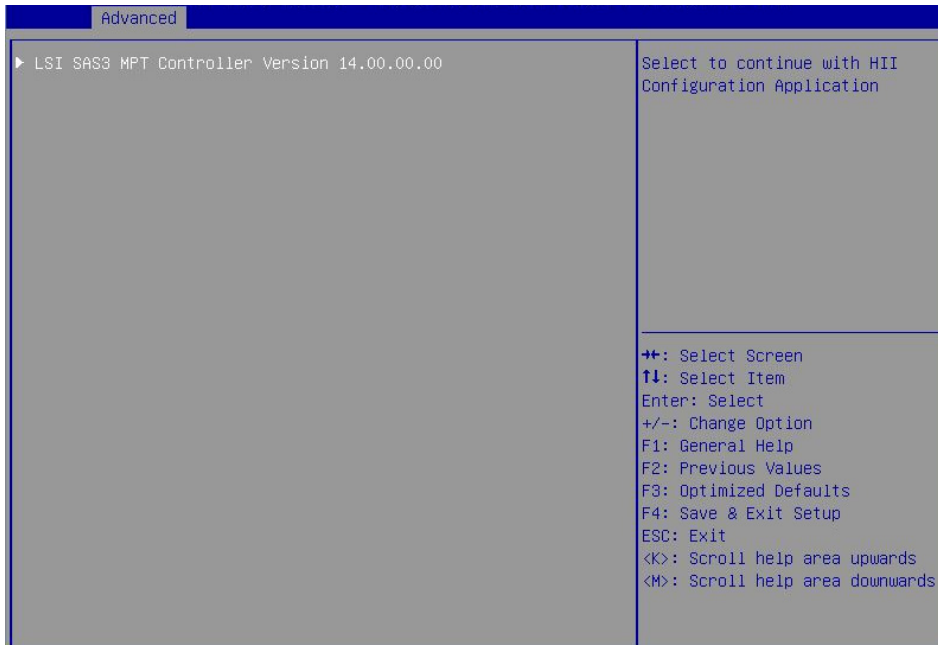 Advanced
▶ LSI SAS3 MPT Controller Version 14.00.00.00
Select to continue with HII
Configuration Application
→←: Select Screen
↑↓: Select Item
Enter: Select
+/-: Change Option
F1: General Help
F2: Previous Values
F3: Optimized Defaults
F4: Save & Exit Setup
ESC: Exit
<K>: Scroll help area upwards
<M>: Scroll help area downwards